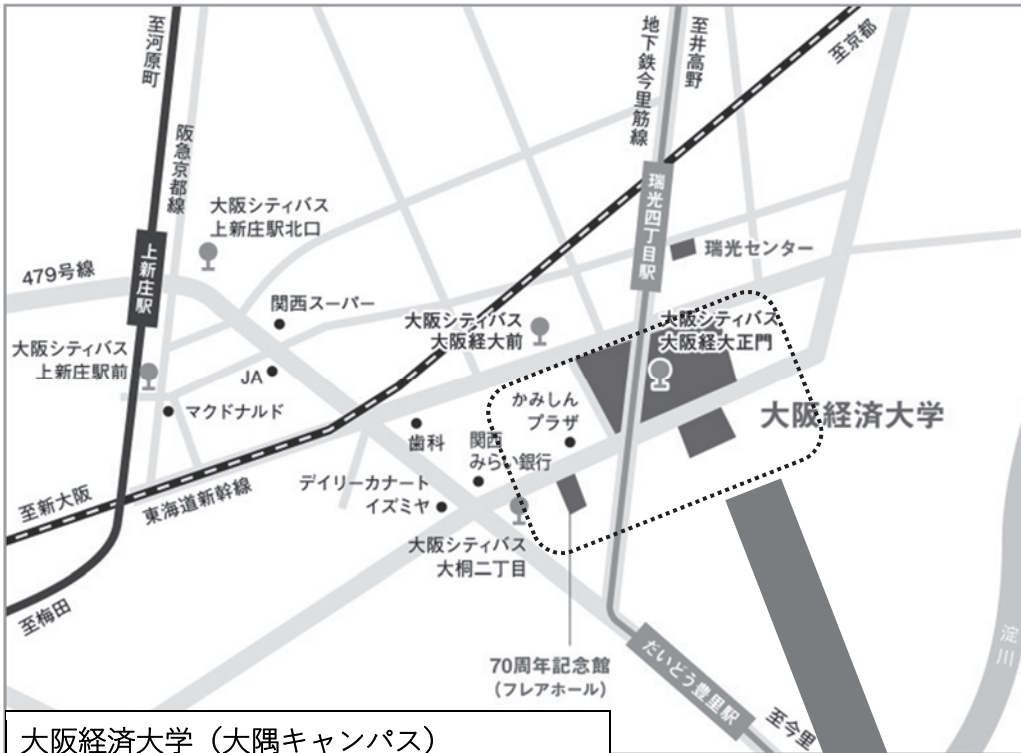 至河原町
阪急京都線
大阪シティバス
上新庄駅北口
479号線
上新庄駅
大阪シティバス
上新庄駅前
関西スーパー
JA
マクドナルド
至新大阪
東海道新幹線
至梅田
地下鉄今里筋線
至井高野
至京都
瑞光四丁目駅
瑞光センター
大阪シティバス
大阪経大前
大阪シティバス
大阪経大正門
大阪経済大学
かみしん
プラザ
歯科
関西
みらい銀行
デイリーカナート
イズミヤ
大阪シティバス
大桐二丁目
70周年記念館
(フレアホール)
だいどう豊里駅
至今里
淀川
大阪経済大学(大隅キャンパス)